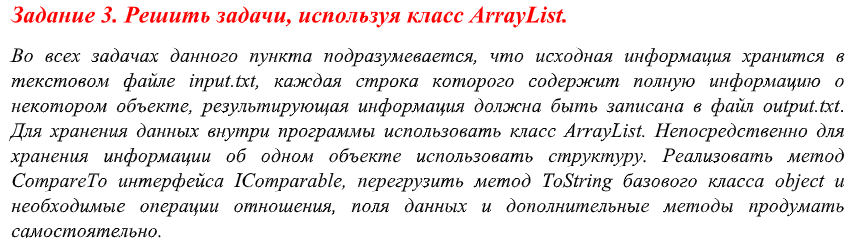 Задание 3. Решить задачи, используя класс ArrayList.
Во всех задачах данного пункта подразумевается, что исходная информация хранится в
текстовом файле input.txt, каждая строка которого содержит полную информацию о
некотором объекте, результирующая информация должна быть записана в файл output.txt.
Для хранения данных внутри программы использовать класс ArrayList. Непосредственно для
хранения информации об одном объекте использовать структуру. Реализовать метод
CompareTo интерфейса IComparable, перегрузить метод ToString базового класса object и
необходимые операции отношения, поля данных и дополнительные методы продумать
самостоятельно.